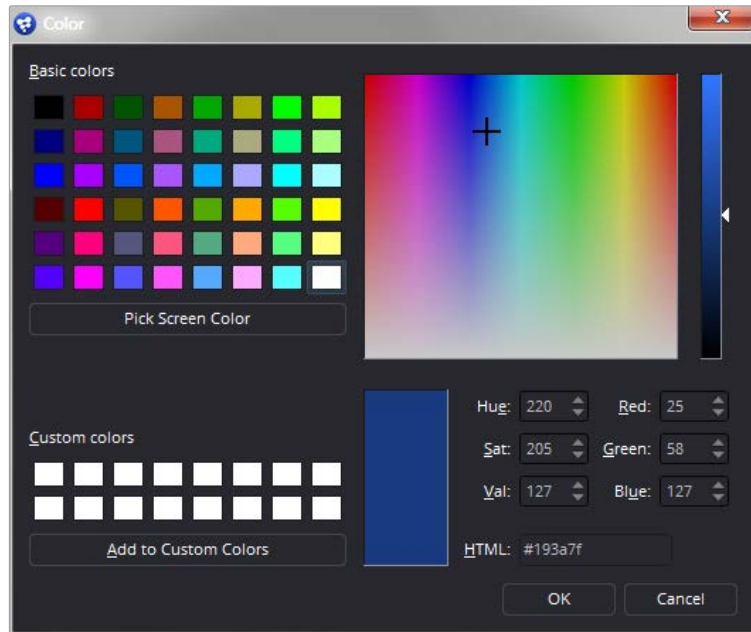 Color
Basic colors
Pick Screen Color
Custom colors
Add to Custom Colors
Hue: 220 Red: 25
Sat: 205 Green: 58
Val: 127 Blue: 127
HTML: #193a7f
OK Cancel